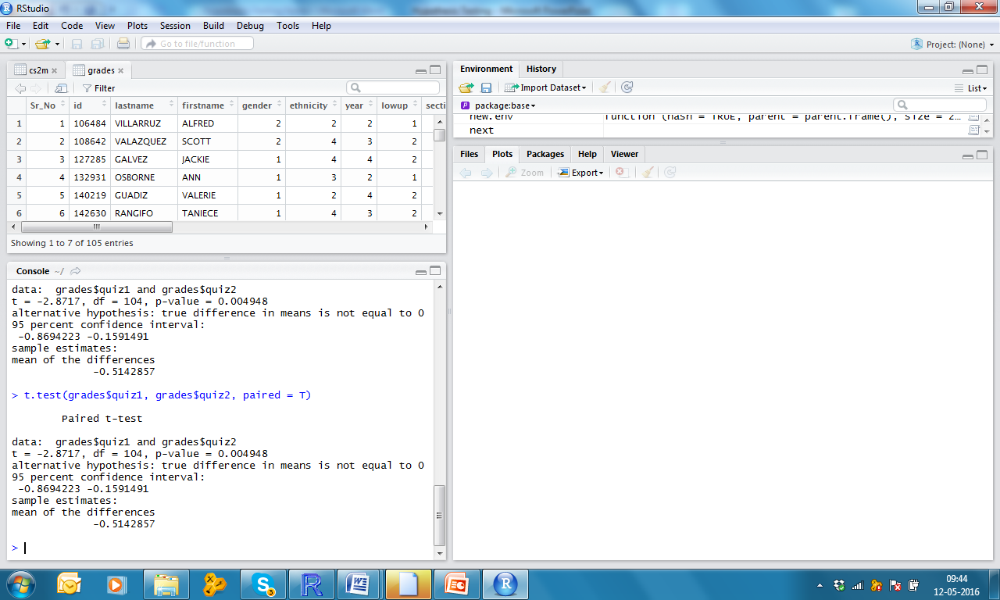 RStudio
File Edit Code View Plots Session Build Debug Tools Help
Go to file/function
Project: (None)
cs2m
grades
Filter
Sr_No id lastname firstname gender ethnicity year lowup secti
1 1 106484 VILLARRUZ ALFRED 2 2 2 1
2 2 108642 VALAZQUEZ SCOTT 2 4 3 2
3 3 127285 GALVEZ JACKIE 1 4 4 2
4 4 132931 OSBORNE ANN 1 3 2 1
5 5 140219 GUADIZ VALERIE 1 2 4 2
6 6 142630 RANGIFO TANIECE 1 4 3 2
Showing 1 to 7 of 105 entries
Console ~/
data:  grades$quiz1 and grades$quiz2
t = -2.8717, df = 104, p-value = 0.004948
alternative hypothesis: true difference in means is not equal to 0
95 percent confidence interval:
-0.8694223 -0.1591491
sample estimates:
mean of the differences
-0.5142857
> t.test(grades$quiz1, grades$quiz2, paired = T)
Paired t-test
data:  grades$quiz1 and grades$quiz2
t = -2.8717, df = 104, p-value = 0.004948
alternative hypothesis: true difference in means is not equal to 0
95 percent confidence interval:
-0.8694223 -0.1591491
sample estimates:
mean of the differences
-0.5142857
>
Environment History
Import Dataset
List
package:base
new.env function (hash = TRUE, parent = parent.frame(), size = 2…
next
Files Plots Packages Help Viewer
Zoom Export
3
09:44
12-05-2016